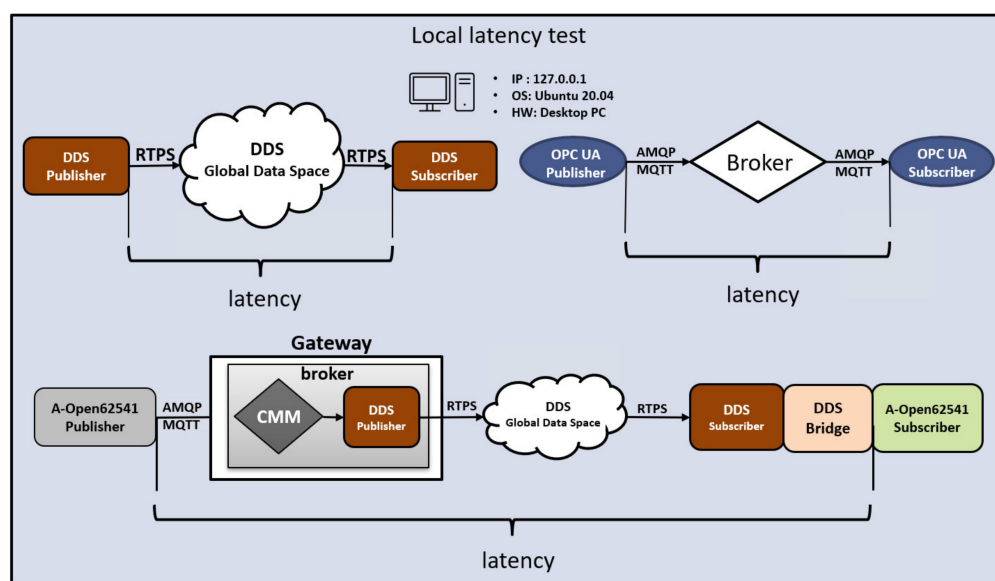 Local latency test
• IP : 127.0.0.1
• OS: Ubuntu 20.04
• HW: Desktop PC
DDS
Publisher
RTPS
DDS
Global Data Space
RTPS
DDS
Subscriber
latency
OPC UA
Publisher
AMQP
MQTT
Broker
AMQP
MQTT
OPC UA
Subscriber
latency
Gateway
broker
A-Open62541
Publisher
AMQP
MQTT
CMM
DDS
Publisher
RTPS
DDS
Global Data Space
RTPS
DDS
Subscriber
DDS
Bridge
A-Open62541
Subscriber
latency